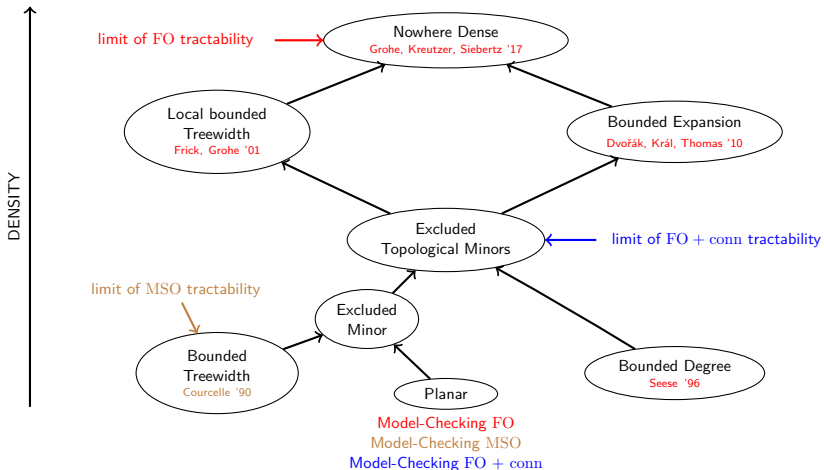 limit of FO tractability
Nowhere Dense
Grohe, Kreutzer, Siebertz '17
Local bounded
Treewidth
Frick, Grohe '01
Bounded Expansion
Dvořák, Král, Thomas '10
DENSITY
Excluded
Topological Minors
limit of FO + conn tractability
limit of MSO tractability
Excluded
Minor
Bounded
Treewidth
Courcelle '90
Bounded Degree
Seese '96
Planar
Model-Checking FO
Model-Checking MSO
Model-Checking FO + conn